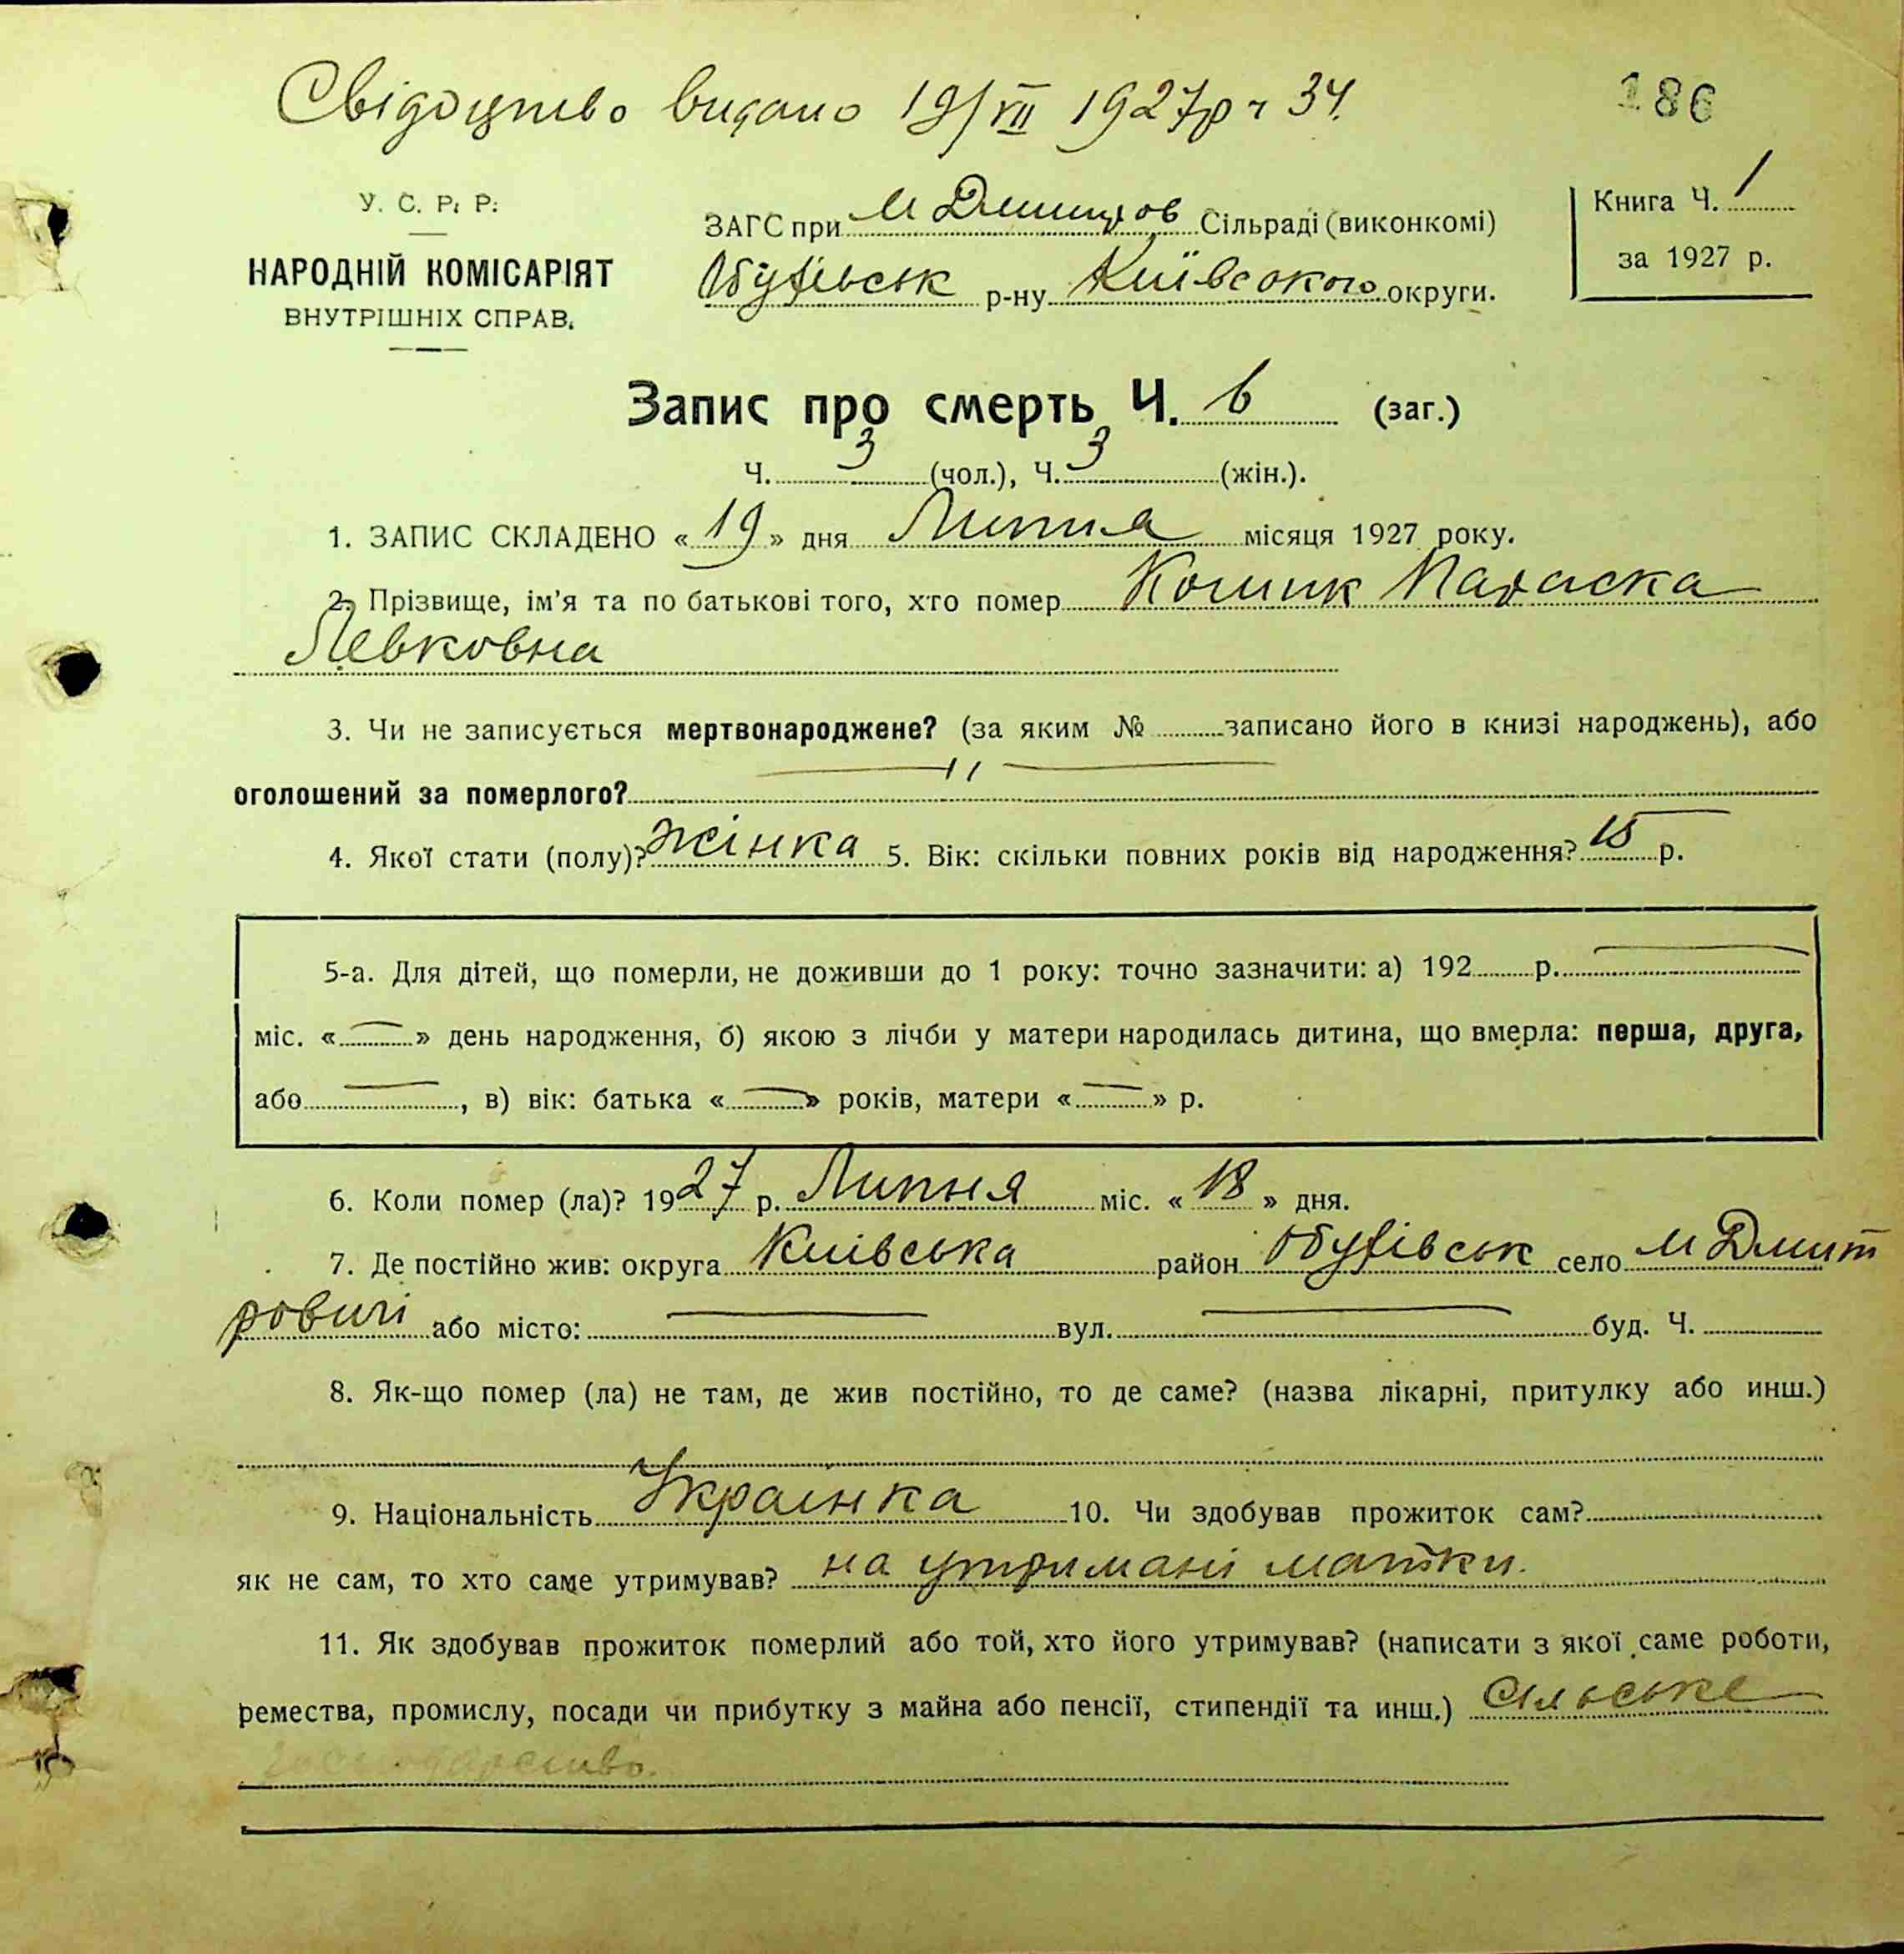 Свідоцтво видано 19/VII 1927р ч 34.
186
У. С. Р. Р.
НАРОДНІЙ КОМІСАРІЯТ
ВНУТРІШНІХ СПРАВ.
ЗАГС при М Дмитров Сільраді (виконкомі)
Обухівськ р-ну Київського округи.
Книга Ч. 1
за 1927 р.
Запис про смерть Ч. 6 (заг.)
Ч. 3 (чол.), Ч. 3 (жін.).
1. ЗАПИС СКЛАДЕНО « 19 » дня Липня місяця 1927 року.
2. Прізвище, ім'я та по батькові того, хто помер Кошик Параска
Левковна
3. Чи не записується мертвонароджене? (за яким № записано його в книзі народжень), або
оголошений за померлого?
4. Якої стати (полу)? жінка 5. Вік: скільки повних років від народження? 15 р.
5-а. Для дітей, що померли, не доживши до 1 року: точно зазначити: а) 192 р.
міс. « — » день народження, б) якою з лічби у матери народилась дитина, що вмерла: перша, друга,
або —, в) вік: батька « — » років, матери « — » р.
6. Коли помер (ла)? 1927 р. Липня міс. « 18 » дня.
7. Де постійно жив: округа Київська район Обухівськ село М Дмит
ровичі або місто: — вул. — буд. Ч.
8. Як-що помер (ла) не там, де жив постійно, то де саме? (назва лікарні, притулку або инш.)
9. Національність Українка 10. Чи здобував прожиток сам?
як не сам, то хто саме утримував? на утримані матки.
11. Як здобував прожиток померлий або той, хто його утримував? (написати з якої саме роботи,
ремества, промислу, посади чи прибутку з майна або пенсії, стипендії та инш.) Сільське
господарство.